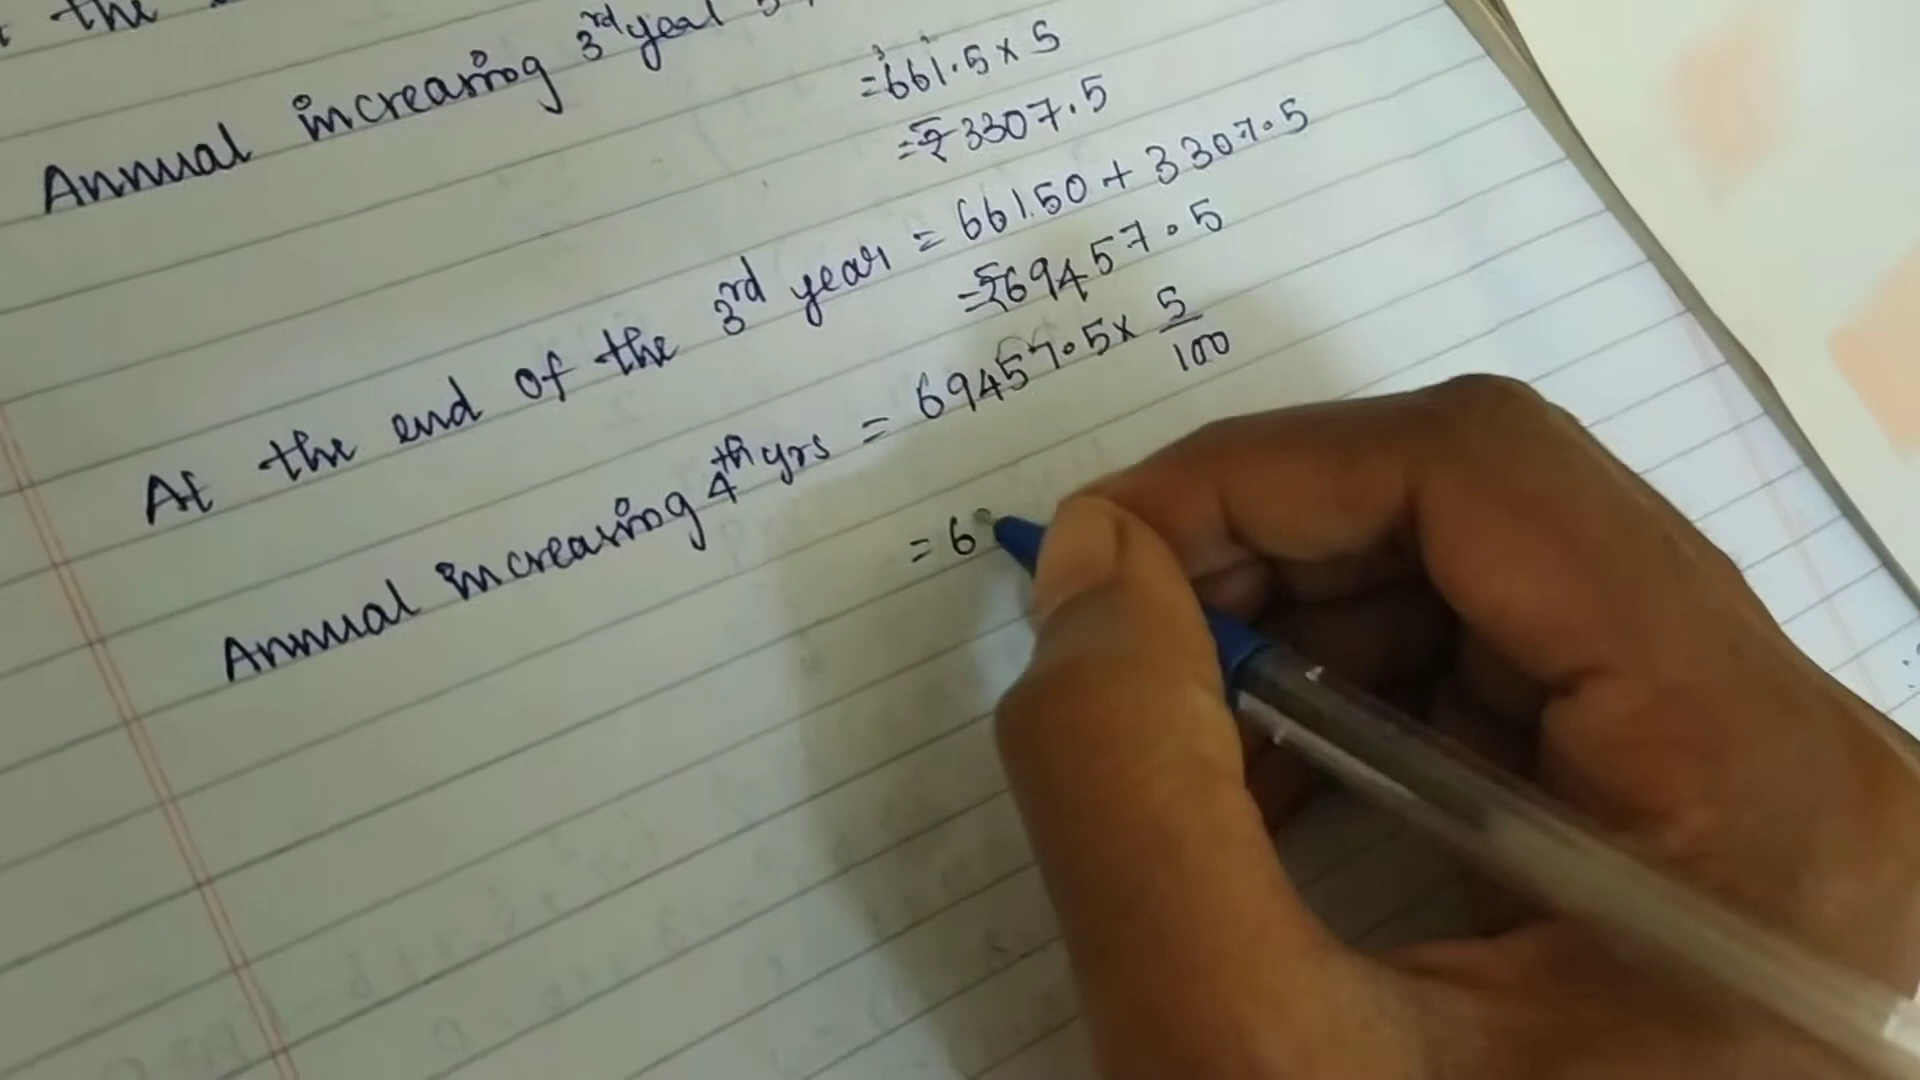 the
Annual increasing 3rd year
= 661.5 x 5
= ₹ 3307.5
At the end of the 3rd year = 66150 + 3307.5
= ₹69457.5
Annual increasing 4th yrs = 69457.5 x 5/100
= 6